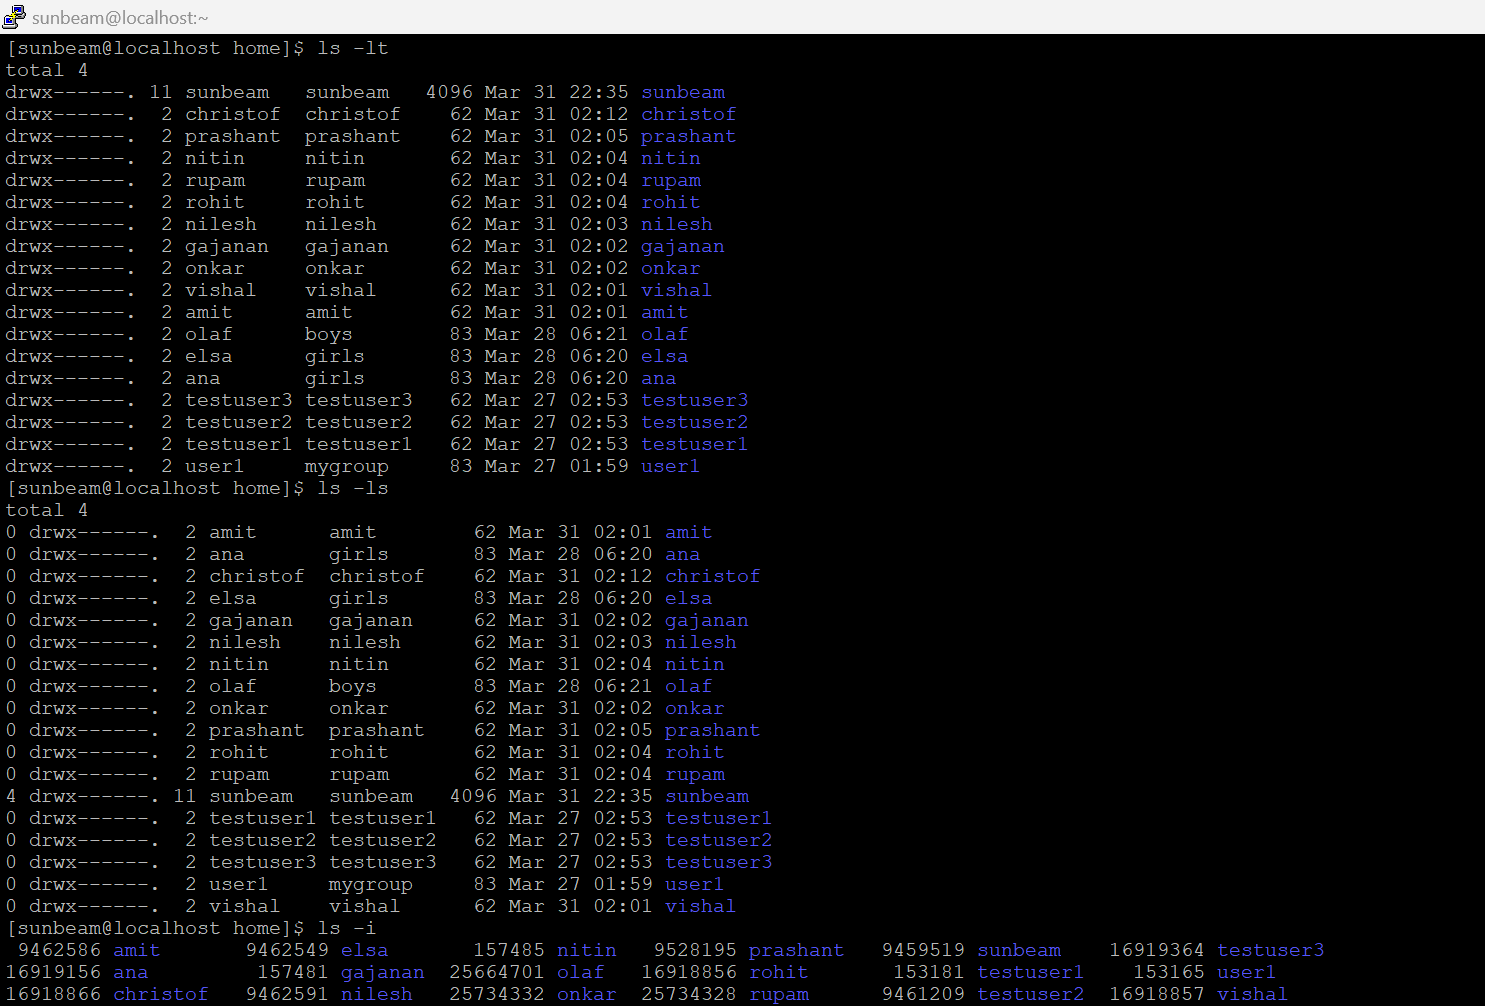 sunbeam@localhost:~
[sunbeam@localhost home]$ ls -lt
total 4
drwx------. 11 sunbeam   sunbeam   4096 Mar 31 22:35 sunbeam
drwx------.  2 christof  christof    62 Mar 31 02:12 christof
drwx------.  2 prashant  prashant    62 Mar 31 02:05 prashant
drwx------.  2 nitin     nitin       62 Mar 31 02:04 nitin
drwx------.  2 rupam     rupam       62 Mar 31 02:04 rupam
drwx------.  2 rohit     rohit       62 Mar 31 02:04 rohit
drwx------.  2 nilesh    nilesh      62 Mar 31 02:03 nilesh
drwx------.  2 gajanan   gajanan     62 Mar 31 02:02 gajanan
drwx------.  2 onkar     onkar       62 Mar 31 02:02 onkar
drwx------.  2 vishal    vishal      62 Mar 31 02:01 vishal
drwx------.  2 amit      amit        62 Mar 31 02:01 amit
drwx------.  2 olaf      boys        83 Mar 28 06:21 olaf
drwx------.  2 elsa      girls       83 Mar 28 06:20 elsa
drwx------.  2 ana       girls       83 Mar 28 06:20 ana
drwx------.  2 testuser3 testuser3   62 Mar 27 02:53 testuser3
drwx------.  2 testuser2 testuser2   62 Mar 27 02:53 testuser2
drwx------.  2 testuser1 testuser1   62 Mar 27 02:53 testuser1
drwx------.  2 user1     mygroup     83 Mar 27 01:59 user1
[sunbeam@localhost home]$ ls -ls
total 4
0 drwx------.  2 amit      amit        62 Mar 31 02:01 amit
0 drwx------.  2 ana       girls       83 Mar 28 06:20 ana
0 drwx------.  2 christof  christof    62 Mar 31 02:12 christof
0 drwx------.  2 elsa      girls       83 Mar 28 06:20 elsa
0 drwx------.  2 gajanan   gajanan     62 Mar 31 02:02 gajanan
0 drwx------.  2 nilesh    nilesh      62 Mar 31 02:03 nilesh
0 drwx------.  2 nitin     nitin       62 Mar 31 02:04 nitin
0 drwx------.  2 olaf      boys        83 Mar 28 06:21 olaf
0 drwx------.  2 onkar     onkar       62 Mar 31 02:02 onkar
0 drwx------.  2 prashant  prashant    62 Mar 31 02:05 prashant
0 drwx------.  2 rohit     rohit       62 Mar 31 02:04 rohit
0 drwx------.  2 rupam     rupam       62 Mar 31 02:04 rupam
4 drwx------. 11 sunbeam   sunbeam   4096 Mar 31 22:35 sunbeam
0 drwx------.  2 testuser1 testuser1   62 Mar 27 02:53 testuser1
0 drwx------.  2 testuser2 testuser2   62 Mar 27 02:53 testuser2
0 drwx------.  2 testuser3 testuser3   62 Mar 27 02:53 testuser3
0 drwx------.  2 user1     mygroup     83 Mar 27 01:59 user1
0 drwx------.  2 vishal    vishal      62 Mar 31 02:01 vishal
[sunbeam@localhost home]$ ls -i
 9462586 amit       9462549 elsa       157485 nitin   9528195 prashant   9459519 sunbeam    16919364 testuser3
16919156 ana         157481 gajanan  25664701 olaf   16918856 rohit       153181 testuser1    153165 user1
16918866 christof   9462591 nilesh   25734332 onkar  25734328 rupam      9461209 testuser2  16918857 vishal